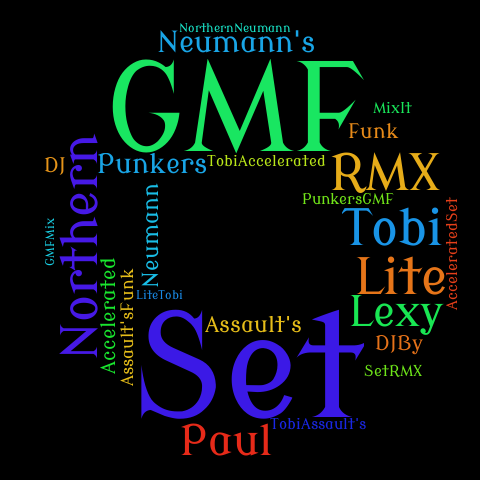 NorthernNeumann
Neumann's
GMF
MixIt
Funk
DJ
Punkers
TobiAccelerated
RMX
PunkersGMF
Northern
Neumann
Tobi
AcceleratedSet
GMFMix
Lite
Accelerated
Assault'sFunk
LiteTobi
Lexy
Assault's
Set
DJBy
SetRMX
TobiAssault's
Paul